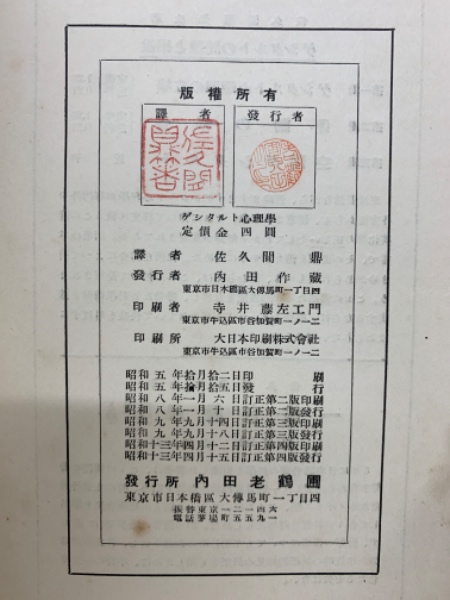 版權所有
譯者 發行者
ゲシタルト心理學
定價金四圓
譯者 佐久間鼎
發行者 內田作藏
東京市日本橋區大傳馬町一丁目四
印刷者 寺井藤左工門
東京市牛込區市谷加賀町一ノ一二
印刷所 大日本印刷株式會社
東京市牛込區市谷加賀町一ノ一二
昭和五年拾月拾二日印刷
昭和五年拾月拾五日發行
昭和八年一月六日訂正第二版印刷
昭和八年一月十日訂正第二版發行
昭和九年九月十四日訂正第三版印刷
昭和九年九月十八日訂正第三版發行
昭和十三年四月十二日訂正第四版印刷
昭和十三年四月十五日訂正第四版發行
發行所 內田老鶴圃
東京市日本橋區大傳馬町一丁目四
振替東京一二一四六
電話茅場町五五九一